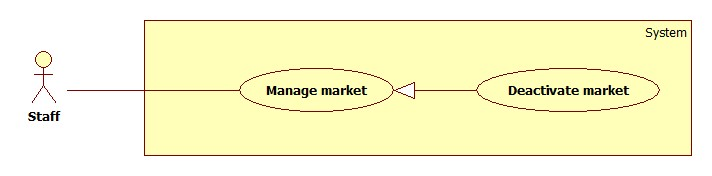 System
Manage market
Deactivate market
Staff